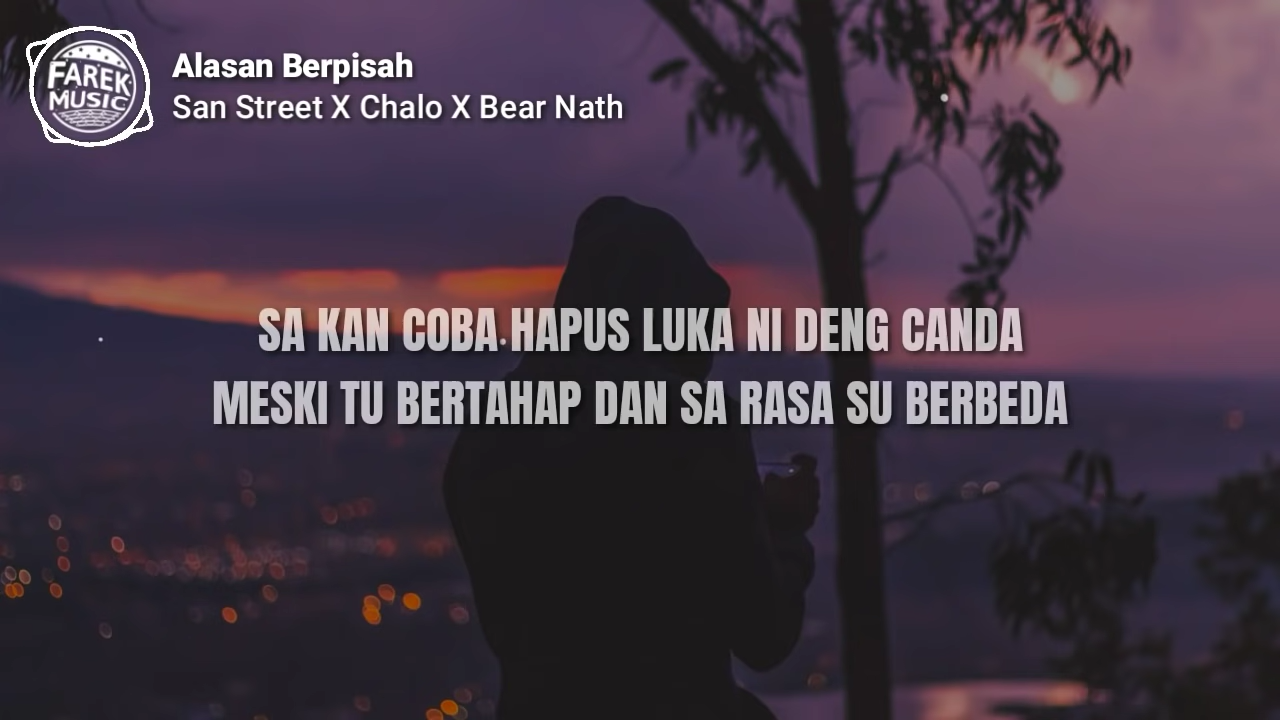 FAREK
MUSIC
Alasan Berpisah
San Street X Chalo X Bear Nath
SA KAN COBA HAPUS LUKA NI DENG CANDA
MESKI TU BERTAHAP DAN SA RASA SU BERBEDA